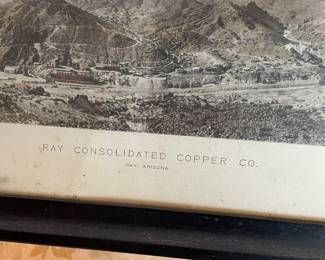 RAY CONSOLIDATED COPPER CO.
RAY, ARIZONA.